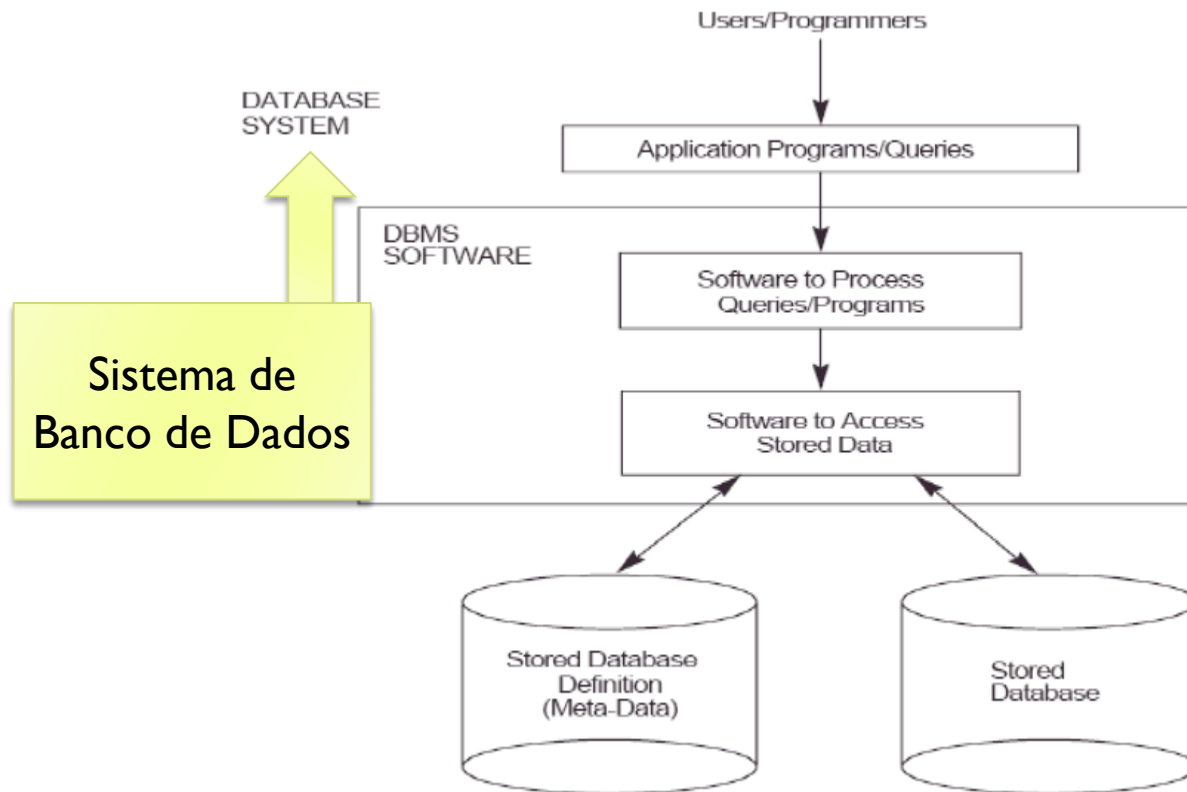 Users/Programmers
DATABASE
SYSTEM
Application Programs/Queries
DBMS
SOFTWARE
Software to Process
Queries/Programs
Sistema de
Banco de Dados
Software to Access
Stored Data
Stored Database
Definition
(Meta-Data)
Stored
Database